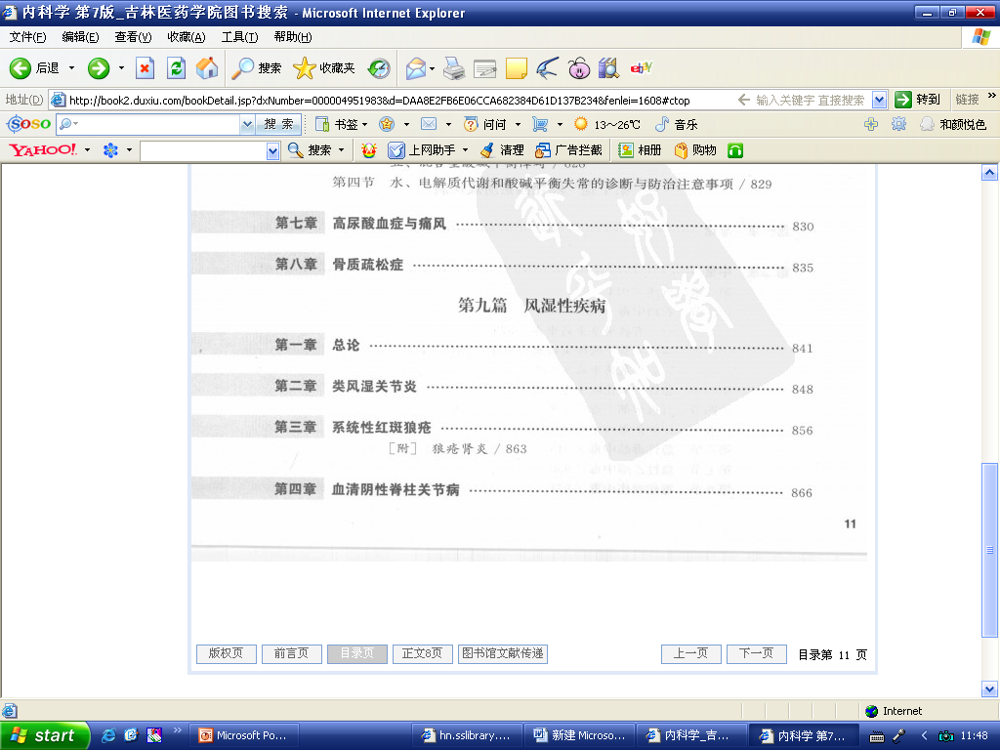 内科学 第7版_吉林医药学院图书搜索 - Microsoft Internet Explorer
文件(F) 编辑(E) 查看(V) 收藏(A) 工具(T) 帮助(H)
后退 搜索 收藏夹 ebY
地址(D) http://book2.duxiu.com/bookDetail.jsp?dxNumber=000004951983&d=DAA8E2FB6E06CCA682384D61D137B234&fenlei=1608#ctop 输入关键字 直接搜索 转到 链接 »
SOSO 搜索 书签 问问 13～26℃ 音乐 和颜悦色
YAHOO! 搜索 上网助手 清理 广告拦截 相册 购物
第四节 水、电解质代谢和酸碱平衡失常的诊断与防治注意事项 / 829
第七章 高尿酸血症与痛风 830
第八章 骨质疏松症 835
第九篇 风湿性疾病
第一章 总论 841
第二章 类风湿关节炎 848
第三章 系统性红斑狼疮 856
［附］ 狼疮肾炎 / 863
第四章 血清阴性脊柱关节病 866
11
版权页 前言页 目录页 正文8页 图书馆文献传递 上一页 下一页 目录第 11 页
Internet
start Microsoft Po... hn.sslibrary.... 新建 Microso... 内科学_吉... 内科学 第7... 11:48